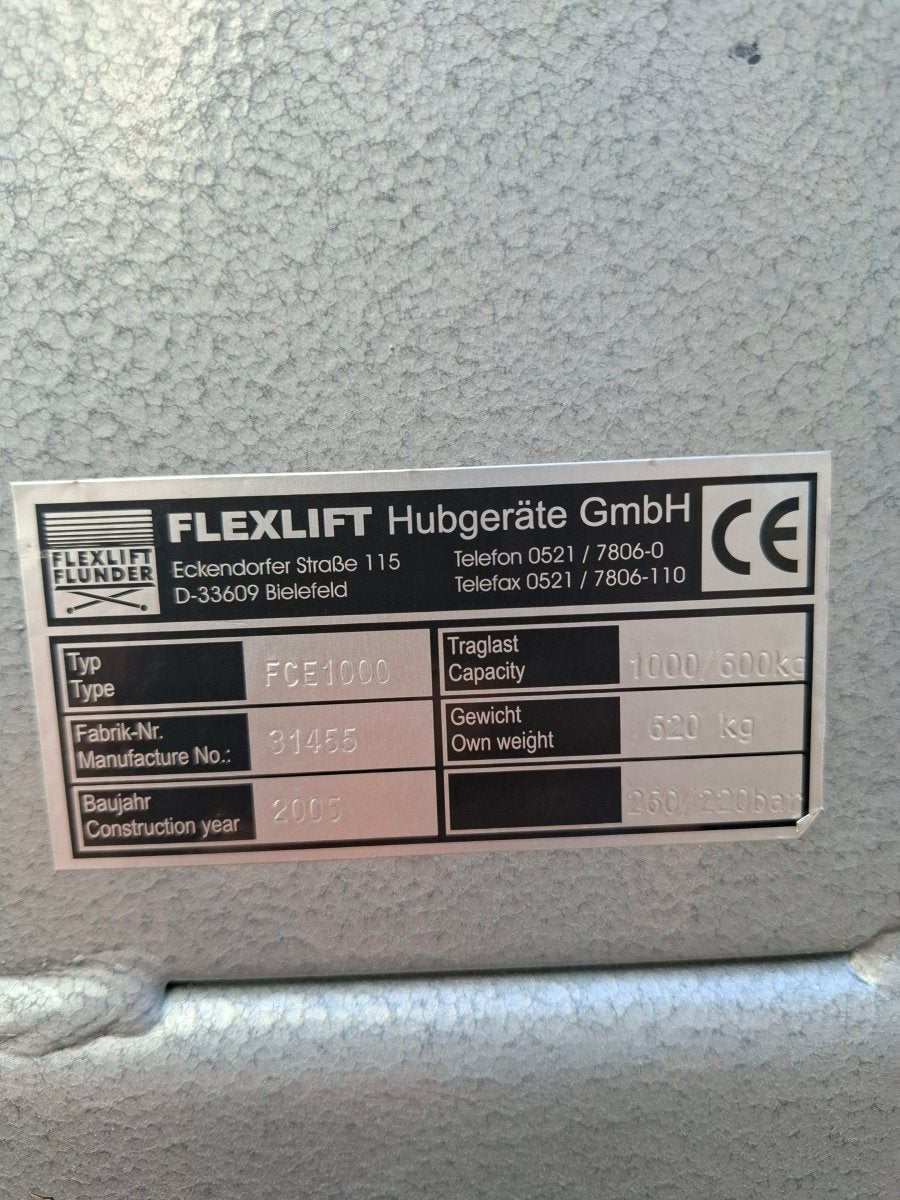 FLEXLIFT
FLUNDER
FLEXLIFT Hubgeräte GmbH
Eckendorfer Straße 115
D-33609 Bielefeld
Telefon 0521 / 7806-0
Telefax 0521 / 7806-110
CE
Typ
Type
FCE1000
Fabrik-Nr.
Manufacture No.:
31455
Baujahr
Construction year
2005
Traglast
Capacity
1000/600kg
Gewicht
Own weight
620 kg
260/220bar